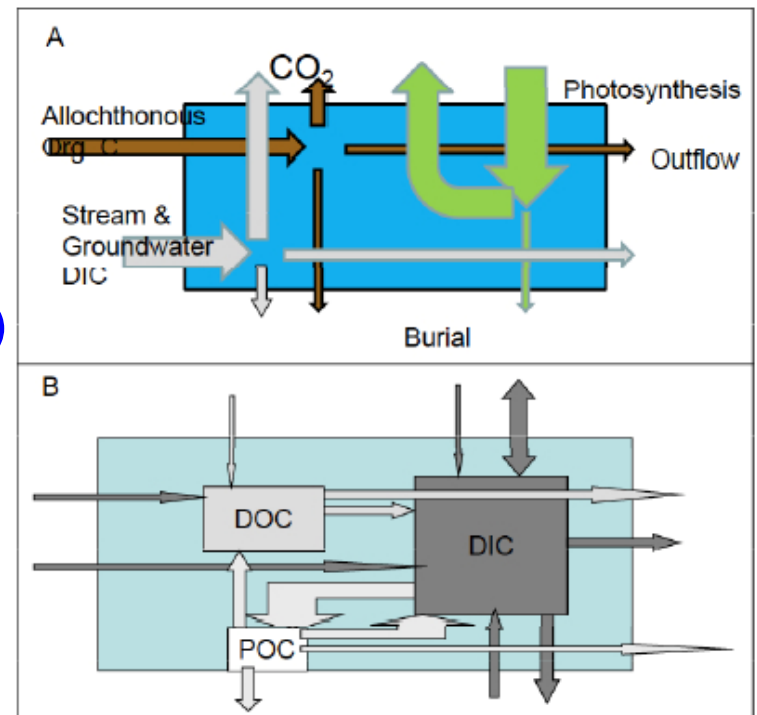 A
CO2
Photosynthesis
Allochthonous
Org C
Outflow
Stream &
Groundwater
DIC
Burial
B
DOC
DIC
POC